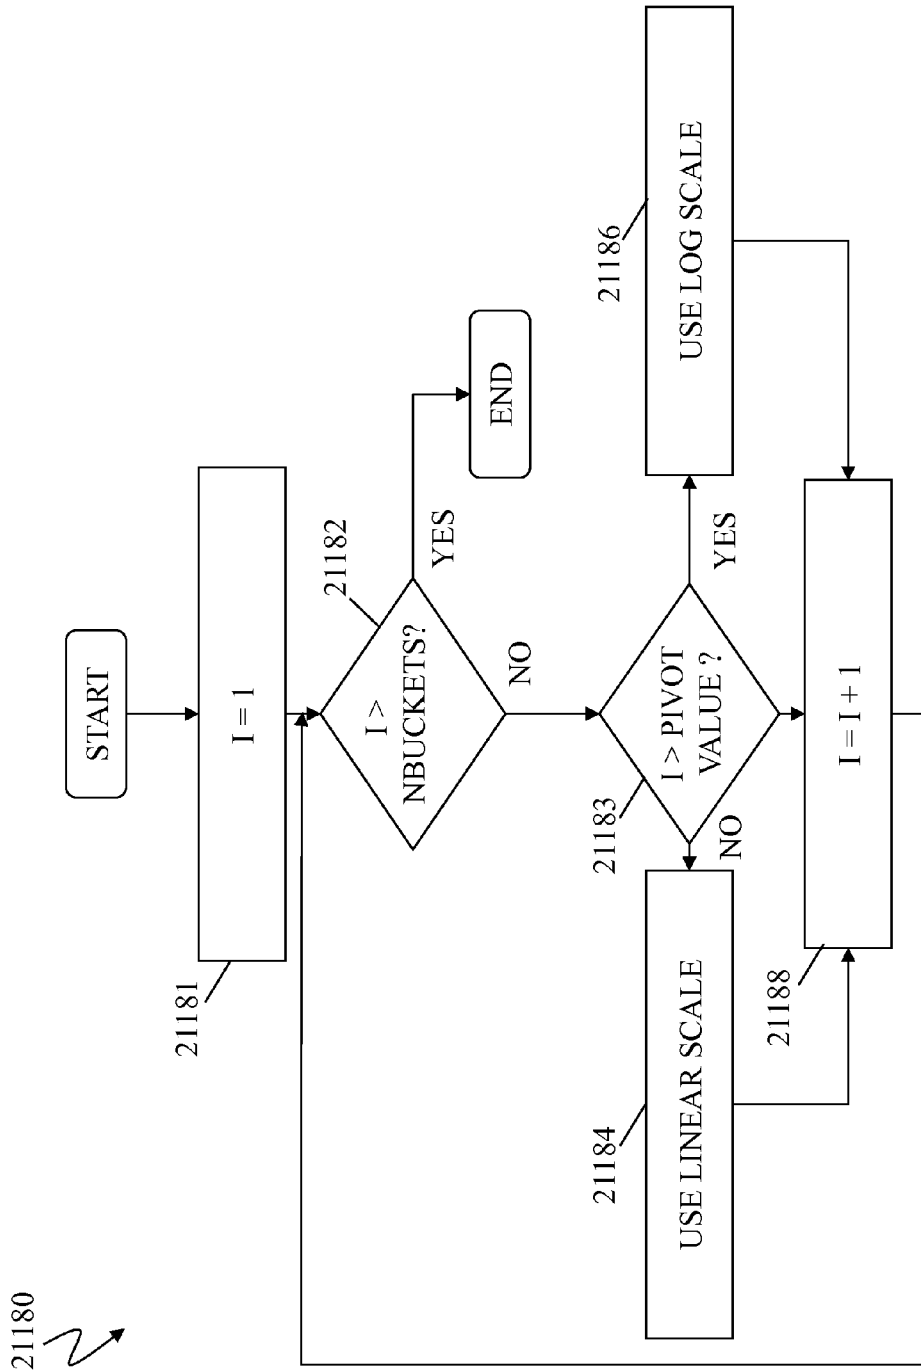 21180
START
I = 1
21181
I >
NBUCKETS?
21182
YES
END
NO
I > PIVOT
VALUE ?
21183
NO
YES
USE LINEAR SCALE
21184
USE LOG SCALE
21186
I = I + 1
21188